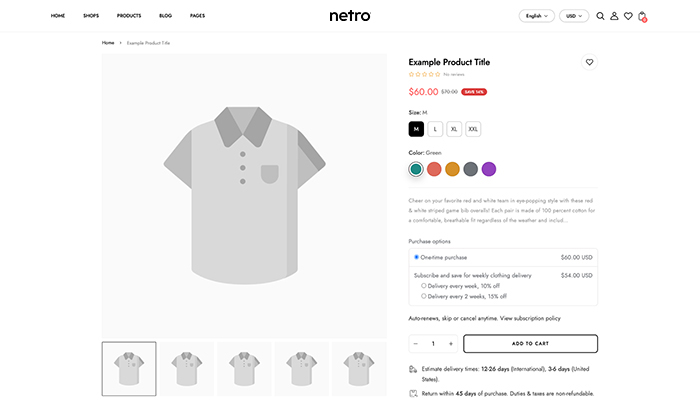 HOME SHOPS PRODUCTS BLOG PAGES netro English USD
Home Example Product Title
Example Product Title
No reviews
$60.00 $70.00 SAVE 14%
Size: M
M L XL XXL
Color: Green
Cheer on your favorite red and white team in eye-popping style with these red
& white striped game bib overalls! Each pair is made of 100 percent cotton for
a comfortable, breathable fit regardless of the weather and includ...
Purchase options
One-time purchase $60.00 USD
Subscribe and save for weekly clothing delivery $54.00 USD
Delivery every week, 10% off
Delivery every 2 weeks, 15% off
Auto-renews, skip or cancel anytime. View subscription policy
− 1 + ADD TO CART
Estimate delivery times: 12-26 days (International), 3-6 days (United
States).
Return within 45 days of purchase. Duties & taxes are non-refundable.